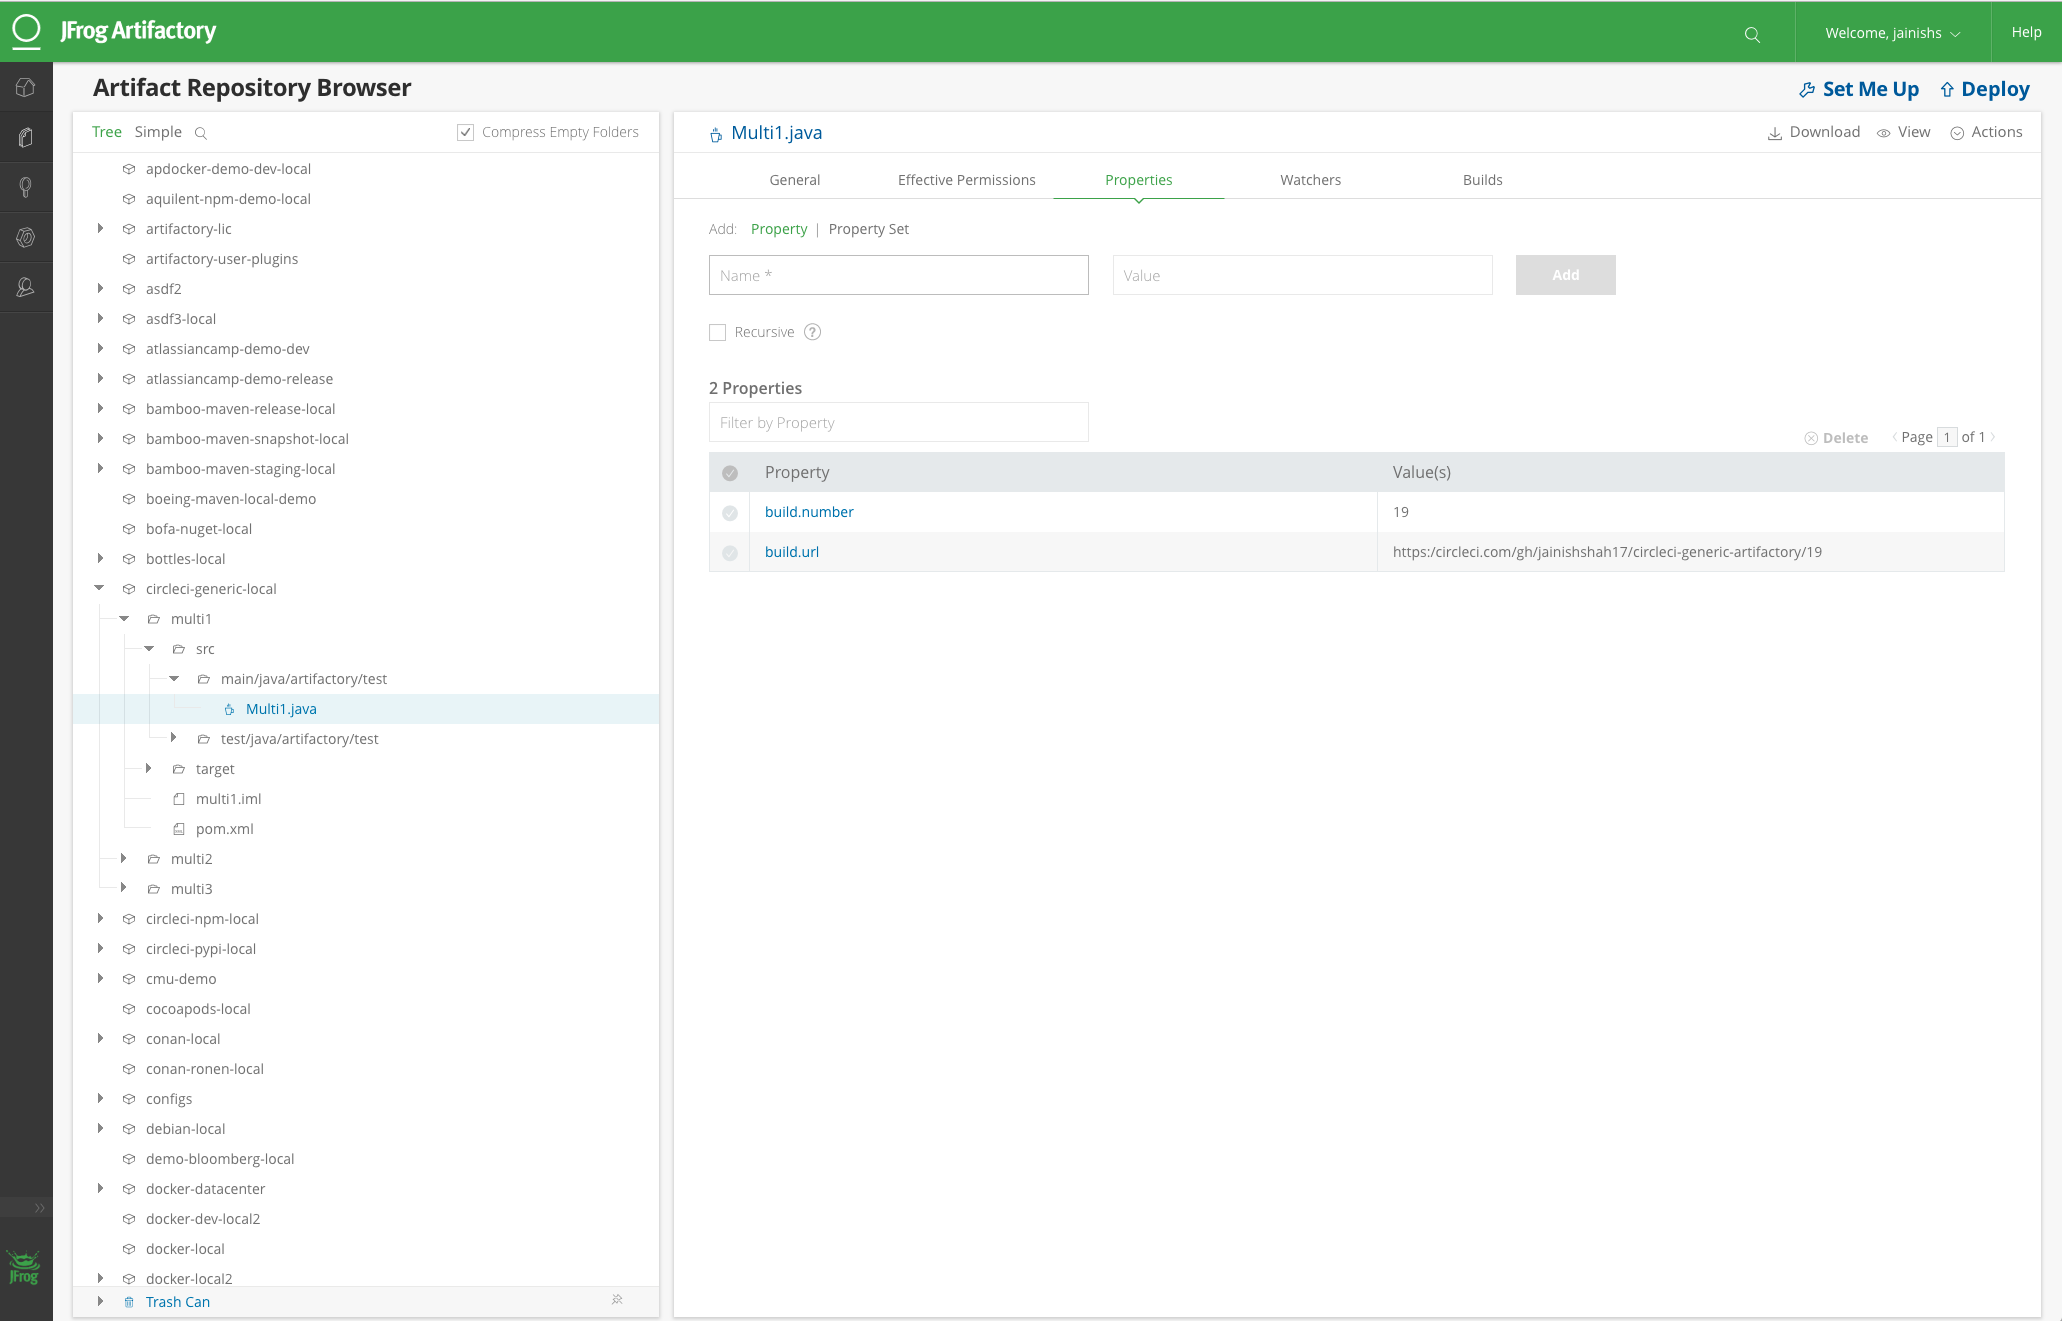 JFrog Artifactory
Welcome, jainishs
Help
Artifact Repository Browser
Set Me Up
Deploy
Tree Simple
Compress Empty Folders
apdocker-demo-dev-local
aquilent-npm-demo-local
artifactory-lic
artifactory-user-plugins
asdf2
asdf3-local
atlassiancamp-demo-dev
atlassiancamp-demo-release
bamboo-maven-release-local
bamboo-maven-snapshot-local
bamboo-maven-staging-local
boeing-maven-local-demo
bofa-nuget-local
bottles-local
circleci-generic-local
multi1
src
main/java/artifactory/test
Multi1.java
test/java/artifactory/test
target
multi1.iml
pom.xml
multi2
multi3
circleci-npm-local
circleci-pypi-local
cmu-demo
cocoapods-local
conan-local
conan-ronen-local
configs
debian-local
demo-bloomberg-local
docker-datacenter
docker-dev-local2
docker-local
docker-local2
Trash Can
JFrog
Multi1.java
Download View Actions
General Effective Permissions Properties Watchers Builds
Add: Property | Property Set
Name * Value Add
Recursive ?
2 Properties
Filter by Property
Delete Page 1 of 1
Property Value(s)
build.number 19
build.url https:/circleci.com/gh/jainishshah17/circleci-generic-artifactory/19